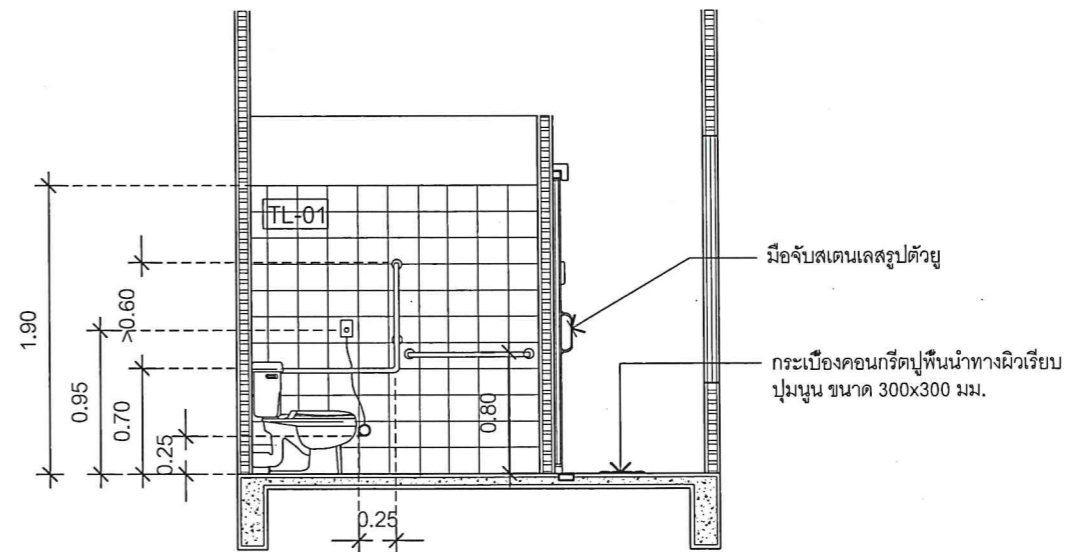 TL-01
มือจับสเตนเลสรูปตัวยู
กระเบื้องคอนกรีตปูพื้นนำทางผิวเรียบ
ปุ่มนูน ขนาด 300x300 มม.
1.90
0.95
0.70
>0.60
0.25
0.80
0.25